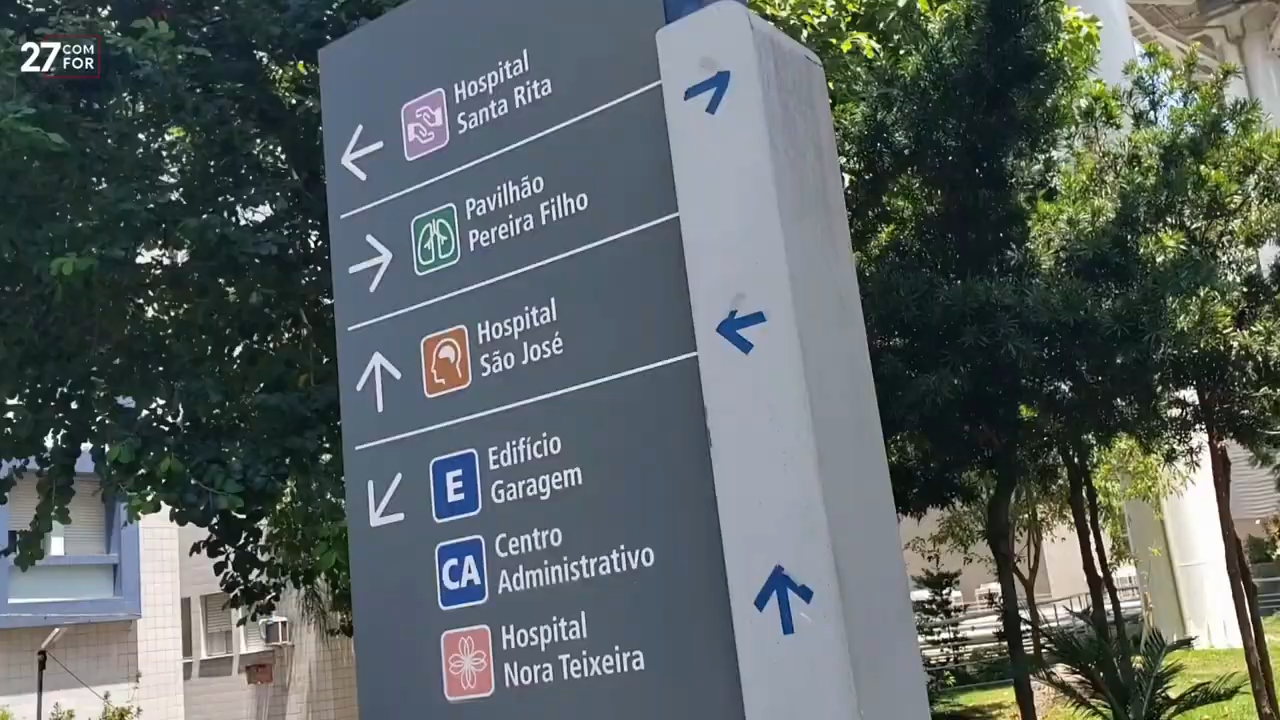 27 COM
FOR
Hospital
Santa Rita
Pavilhão
Pereira Filho
Hospital
São José
E
Edifício
Garagem
CA
Centro
Administrativo
Hospital
Nora Teixeira